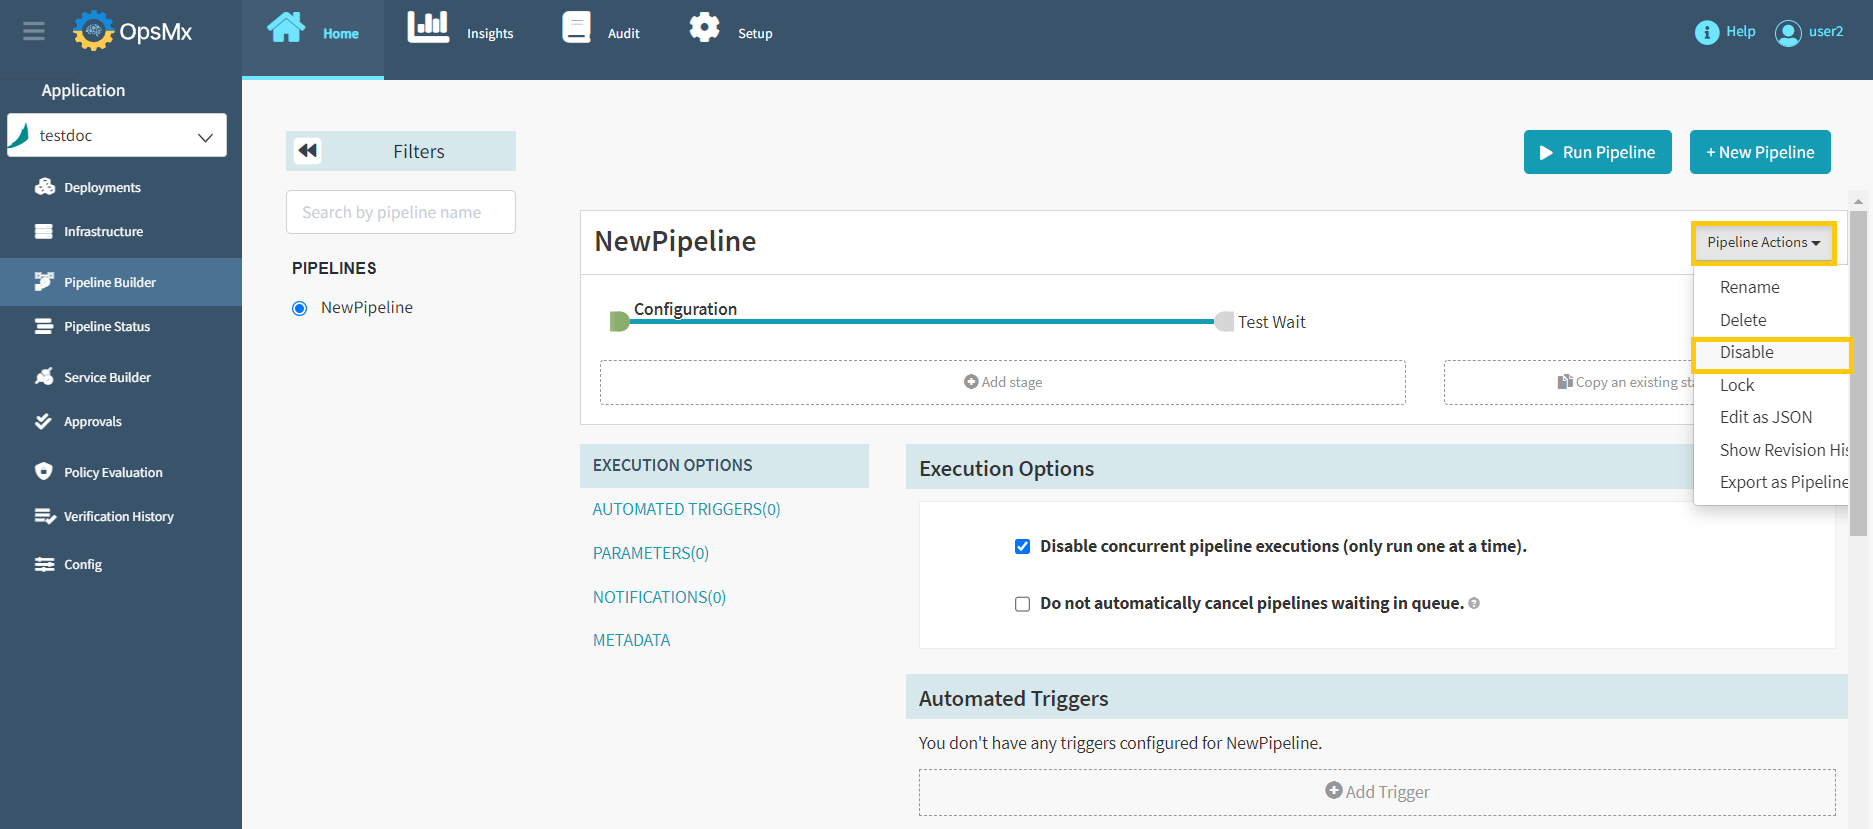 OpsMx
Home
Insights
Audit
Setup
Help
user2
Application
testdoc
Deployments
Infrastructure
Pipeline Builder
Pipeline Status
Service Builder
Approvals
Policy Evaluation
Verification History
Config
Filters
Search by pipeline name
PIPELINES
NewPipeline
Run Pipeline
+ New Pipeline
NewPipeline
Pipeline Actions
Rename
Delete
Disable
Lock
Edit as JSON
Show Revision His
Export as Pipeline
Configuration
Test Wait
Add stage
Copy an existing sta
EXECUTION OPTIONS
AUTOMATED TRIGGERS(0)
PARAMETERS(0)
NOTIFICATIONS(0)
METADATA
Execution Options
Disable concurrent pipeline executions (only run one at a time).
Do not automatically cancel pipelines waiting in queue.
Automated Triggers
You don't have any triggers configured for NewPipeline.
Add Trigger